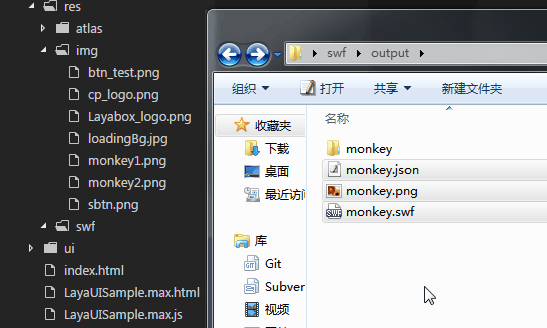 res
atlas
img
btn_test.png
cp_logo.png
Layabox_logo.png
loadingBg.jpg
monkey1.png
monkey2.png
sbtn.png
swf
ui
index.html
LayaUISample.max.html
LayaUISample.max.js
swf output
组织 打开 共享 新建文件夹
收藏夹
下载
桌面
最近访问
库
Git
Subver
视频
名称
monkey
monkey.json
monkey.png
SWF monkey.swf